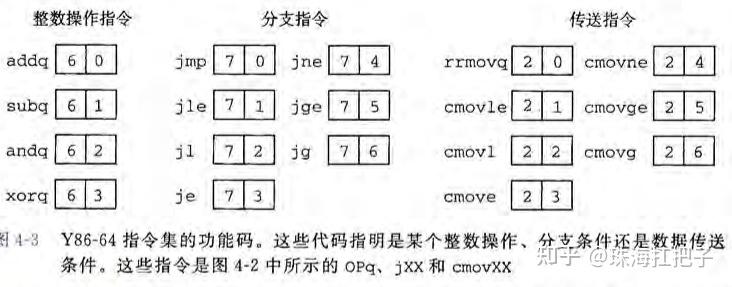 整数操作指令 分支指令 传送指令
addq 6 0 jmp 7 0 jne 7 4 rrmovq 2 0 cmovne 2 4
subq 6 1 jle 7 1 jge 7 5 cmovle 2 1 cmovge 2 5
andq 6 2 jl 7 2 jg 7 6 cmovl 2 2 cmovg 2 6
xorq 6 3 je 7 3 cmove 2 3
图 4-3 Y86-64 指令集的功能码。这些代码指明是某个整数操作、分支条件还是数据传送
条件。这些指令是图 4-2 中所示的 OPq、jXX 和 cmovXX
知乎 @珠海扛把子